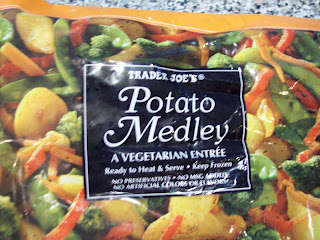 TRADER JOE'S®
Potato
Medley
A VEGETARIAN ENTRÉE
Ready to Heat & Serve • Keep Frozen
NO PRESERVATIVES • NO MSG ADDED
NO ARTIFICIAL COLORS OR FLAVORS